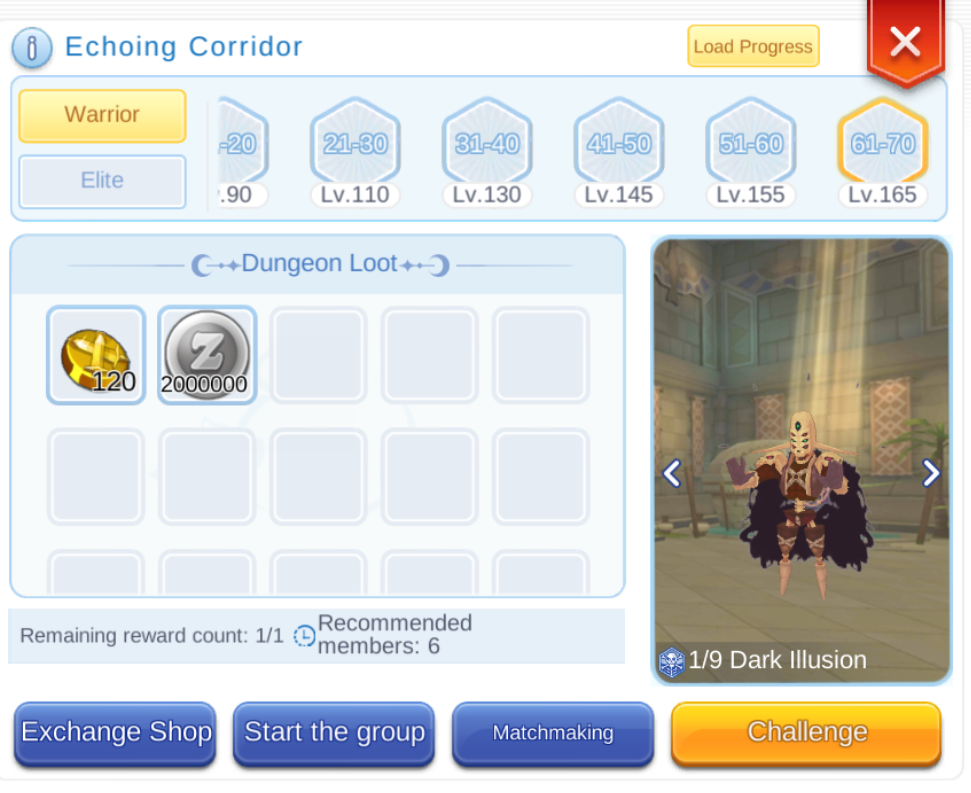 Echoing Corridor
Load Progress
Warrior
Elite
-20
21-30
31-40
41-50
51-60
61-70
.90
Lv.110
Lv.130
Lv.145
Lv.155
Lv.165
Dungeon Loot
120
Z
2000000
Remaining reward count: 1/1
Recommended
members: 6
1/9 Dark Illusion
Exchange Shop
Start the group
Matchmaking
Challenge